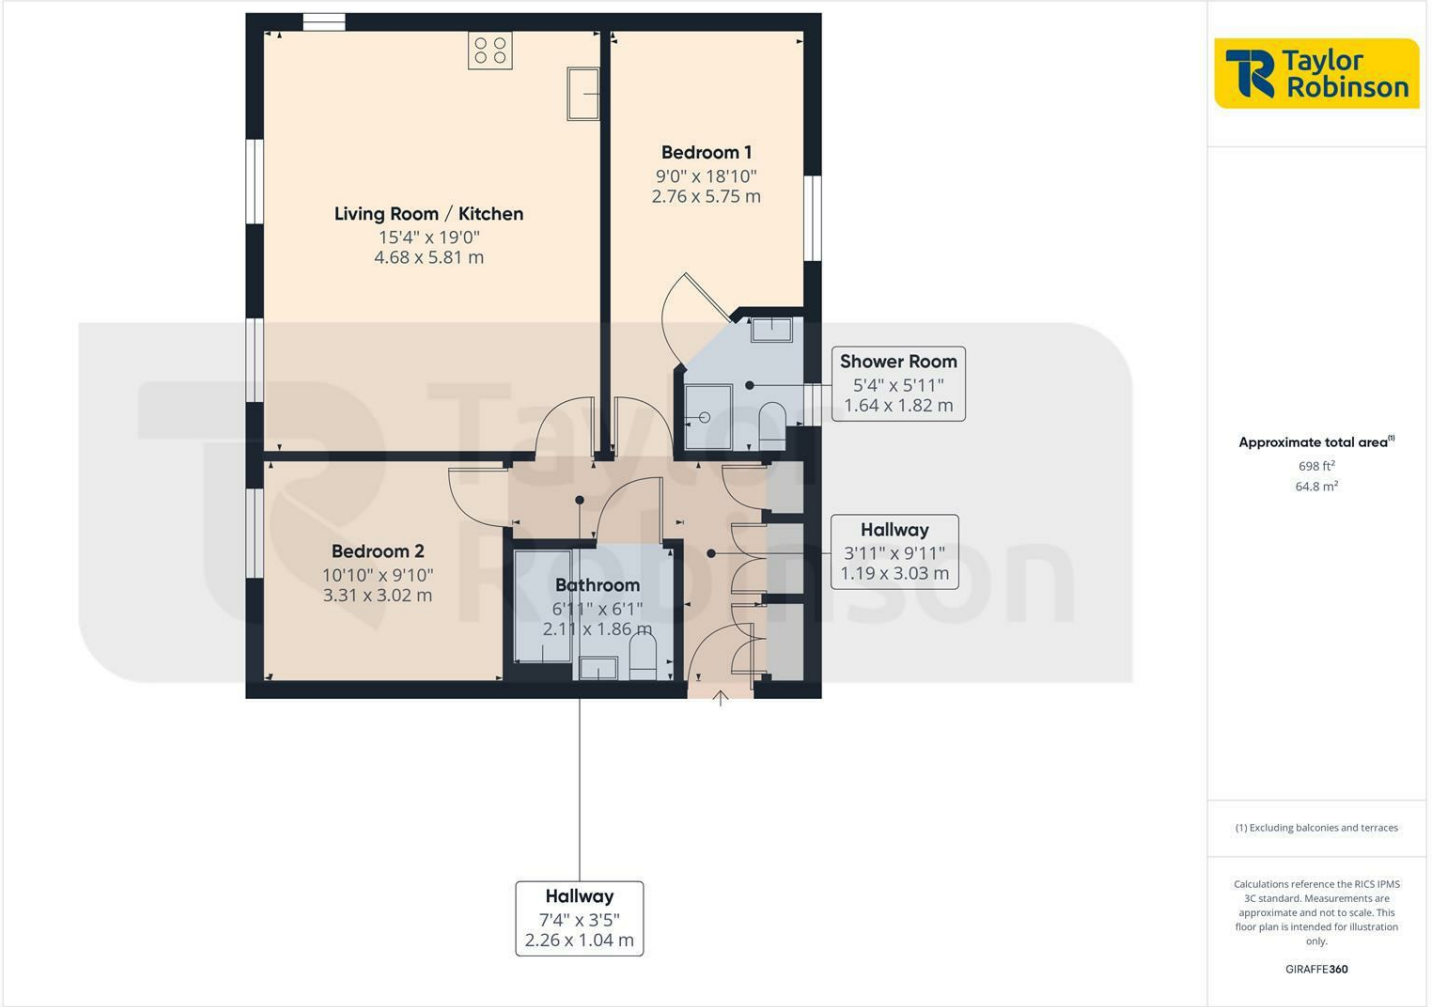 Taylor
Robinson
Living Room / Kitchen
15'4" x 19'0"
4.68 x 5.81 m
Bedroom 1
9'0" x 18'10"
2.76 x 5.75 m
Shower Room
5'4" x 5'11"
1.64 x 1.82 m
Taylor
Robinson
Hallway
3'11" x 9'11"
1.19 x 3.03 m
Bedroom 2
10'10" x 9'10"
3.31 x 3.02 m
Bathroom
6'11" x 6'1"
2.11 x 1.86 m
Hallway
7'4" x 3'5"
2.26 x 1.04 m
Approximate total area(1)
698 ft²
64.8 m²
(1) Excluding balconies and terraces
Calculations reference the RICS IPMS
3C standard. Measurements are
approximate and not to scale. This
floor plan is intended for illustration
only.
GIRAFFE360